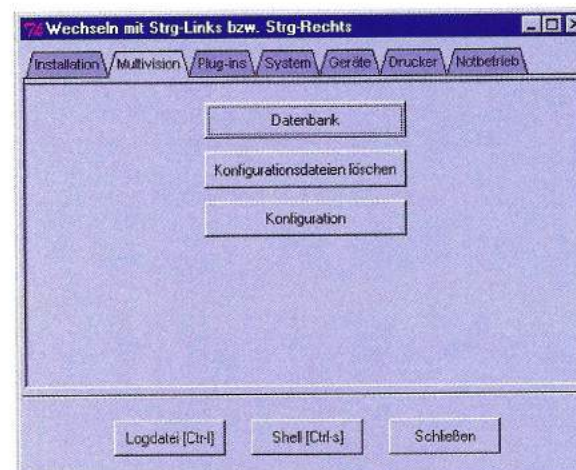 Wechseln mit Strg-Links bzw. Strg-Rechts
Installation Multivision Plug-ins System Geräte Drucker Notbetrieb
Datenbank
Konfigurationsdateien löschen
Konfiguration
Logdatei [Ctrl-l] Shell [Ctrl-s] Schließen